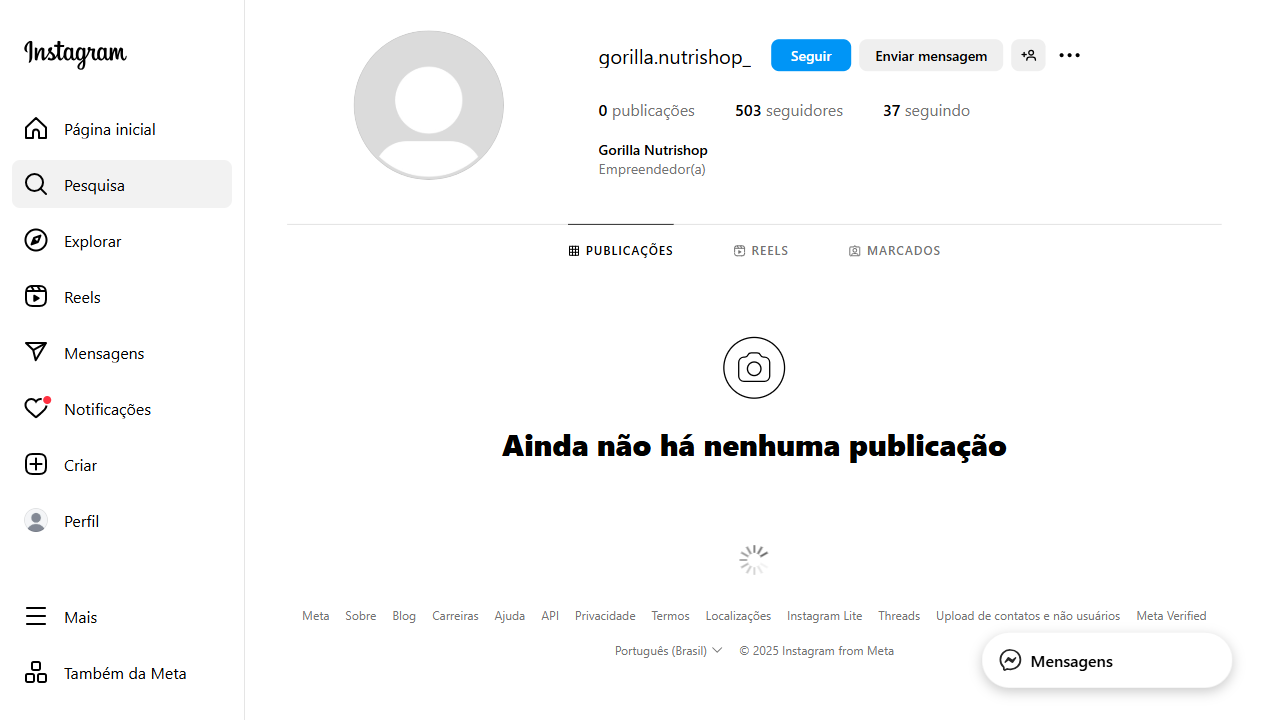 Instagram
Página inicial
Pesquisa
Explorar
Reels
Mensagens
Notificações
Criar
Perfil
Mais
Também da Meta
gorilla.nutrishop_ Seguir Enviar mensagem
0 publicações 503 seguidores 37 seguindo
Gorilla Nutrishop
Empreendedor(a)
PUBLICAÇÕES REELS MARCADOS
Ainda não há nenhuma publicação
Meta Sobre Blog Carreiras Ajuda API Privacidade Termos Localizações Instagram Lite Threads Upload de contatos e não usuários Meta Verified
Português (Brasil) © 2025 Instagram from Meta
Mensagens